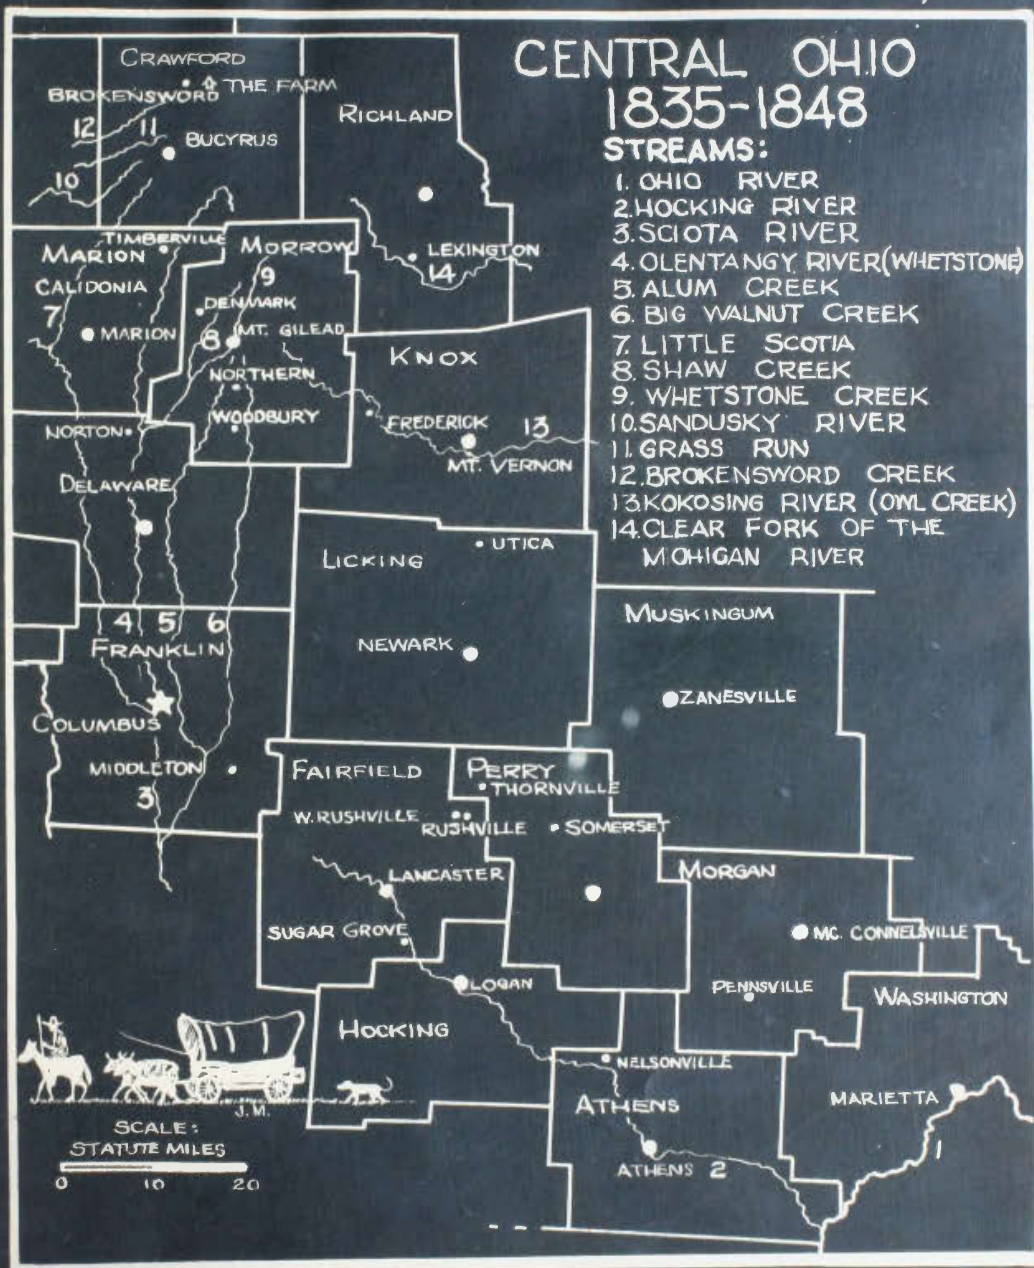 CENTRAL OHIO
1835-1848
STREAMS:
1. OHIO RIVER
2. HOCKING RIVER
3. SCIOTA RIVER
4. OLENTANGY RIVER (WHETSTONE)
5. ALUM CREEK
6. BIG WALNUT CREEK
7. LITTLE SCOTIA
8. SHAW CREEK
9. WHETSTONE CREEK
10. SANDUSKY RIVER
11. GRASS RUN
12. BROKENSWORD CREEK
13. KOKOSING RIVER (OWL CREEK)
14. CLEAR FORK OF THE
MOHIGAN RIVER
CRAWFORD
THE FARM
BROKENSWORD
12
11
BUCYRUS
10
RICHLAND
LEXINGTON
14
TIMBERVILLE
MARION
CALIDONIA
7
MARION
MORROW
9
DENMARK
8
MT. GILEAD
NORTHERN
WOODBURY
KNOX
FREDERICK
13
MT. VERNON
NORTON
DELAWARE
LICKING
UTICA
NEWARK
4 5 6
FRANKLIN
COLUMBUS
MIDDLETON
3
MUSKINGUM
ZANESVILLE
FAIRFIELD
W. RUSHVILLE
RUSHVILLE
LANCASTER
SUGAR GROVE
PERRY
THORNVILLE
SOMERSET
MORGAN
MC. CONNELSVILLE
PENNSVILLE
WASHINGTON
LOGAN
HOCKING
NELSONVILLE
ATHENS
ATHENS 2
MARIETTA
1
J.M.
SCALE:
STATUTE MILES
0 10 20